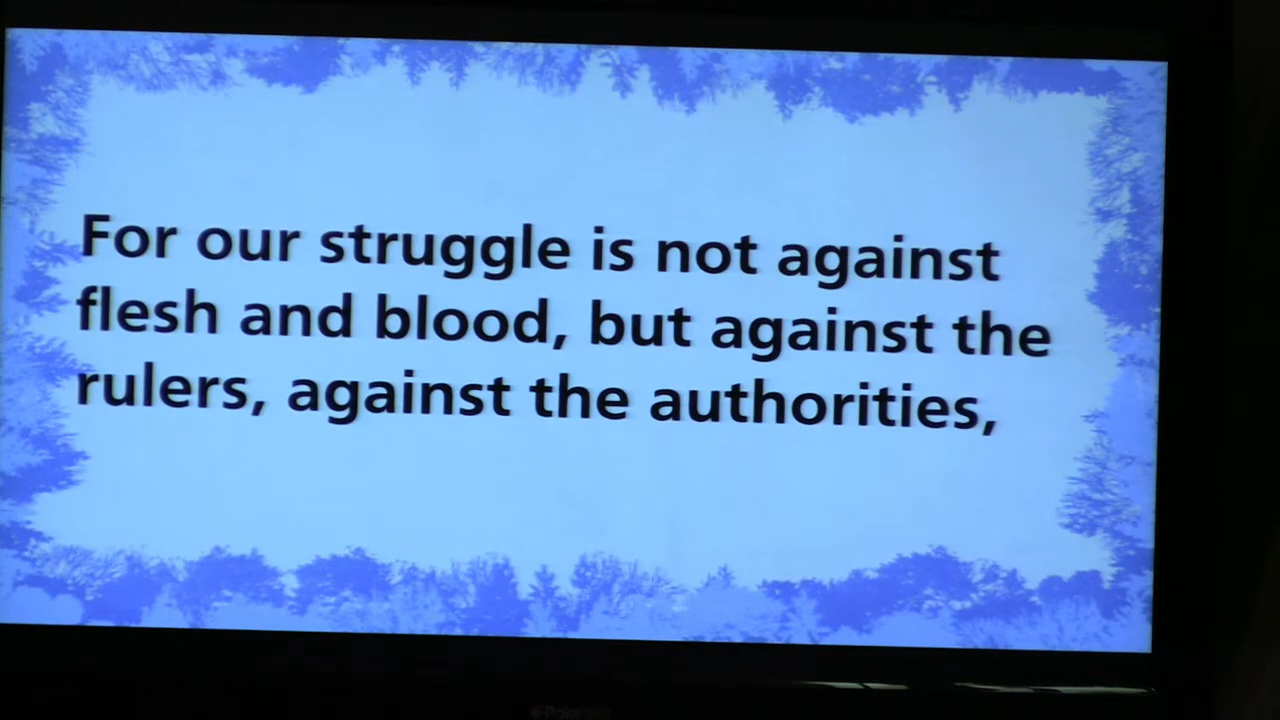 For our struggle is not against
flesh and blood, but against the
rulers, against the authorities,